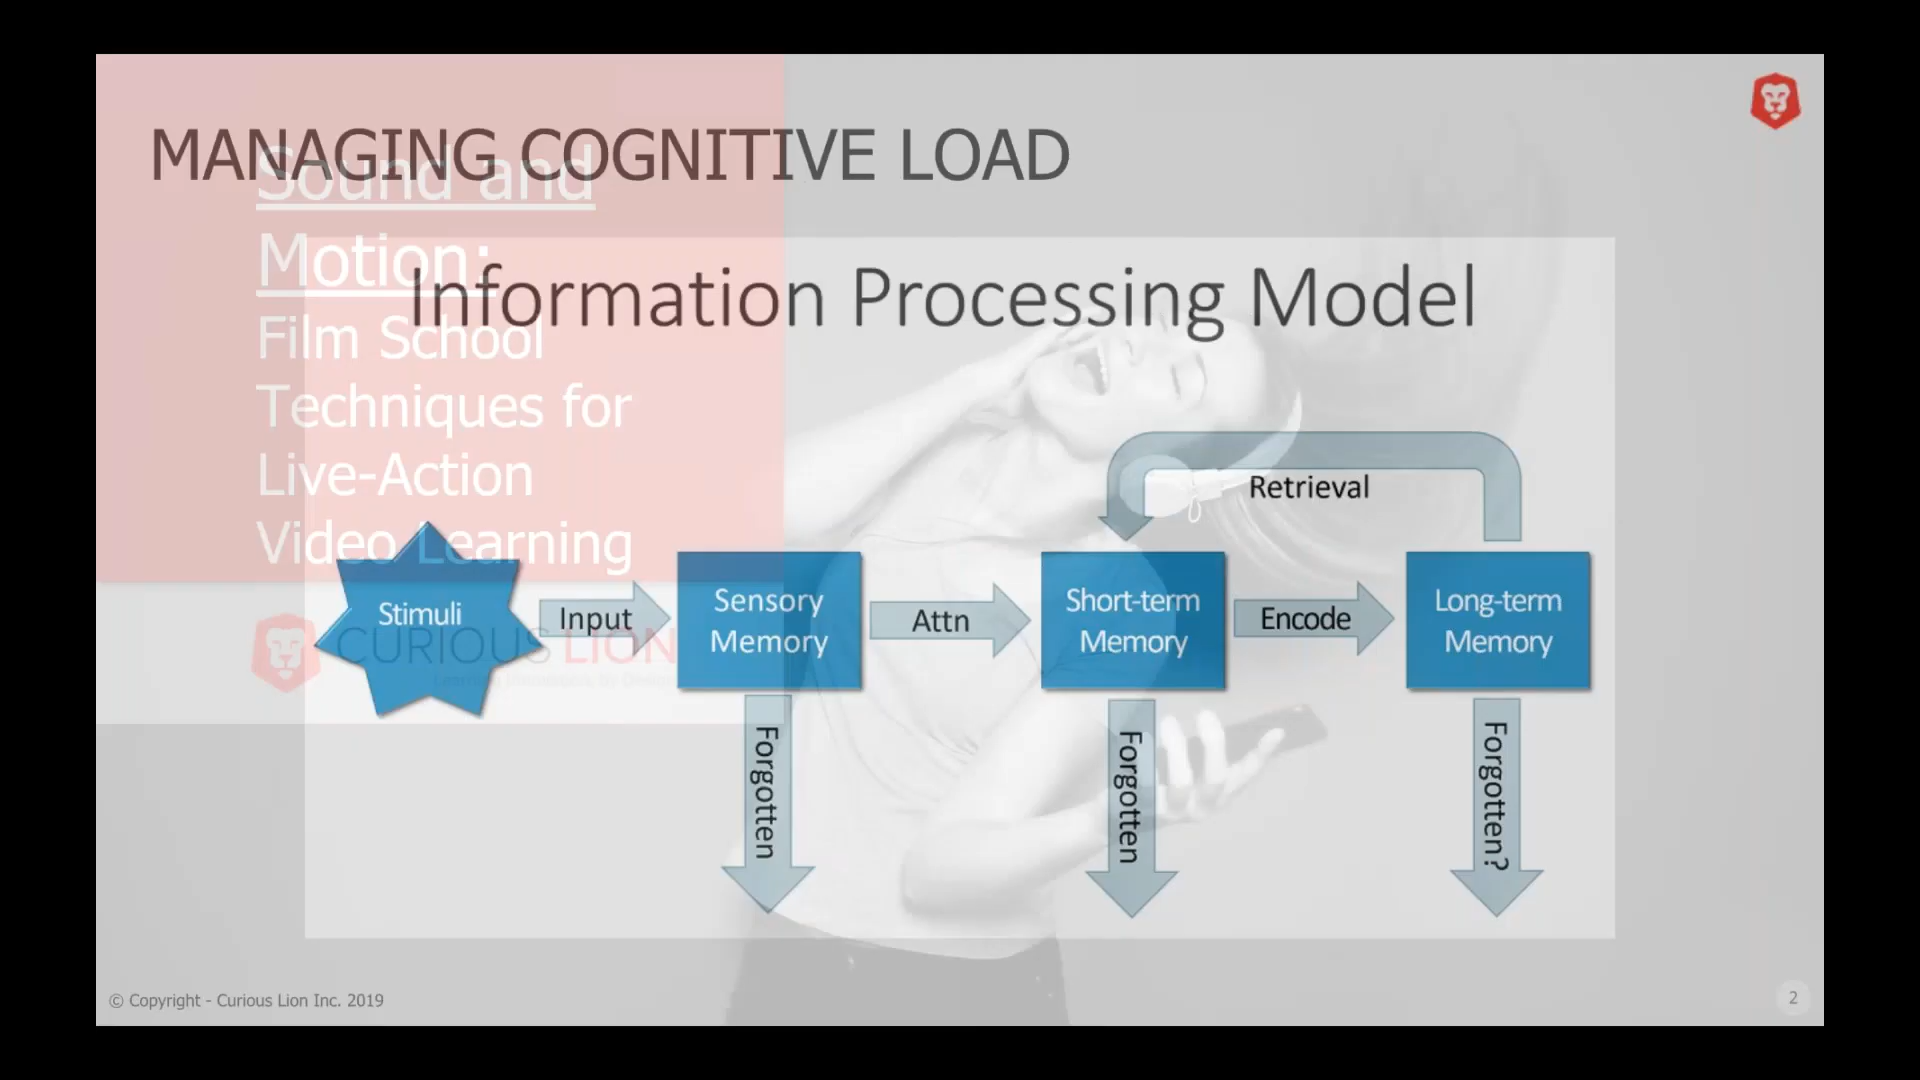 MANAGING COGNITIVE LOAD
Sound and
Motion:
Film School
Techniques for
Live-Action
Video Learning
Information Processing Model
Retrieval
Stimuli
Input
Sensory
Memory
Attn
Short-term
Memory
Encode
Long-term
Memory
CURIOUS LION
Forgotten
Forgotten
Forgotten?
© Copyright - Curious Lion Inc. 2019
2